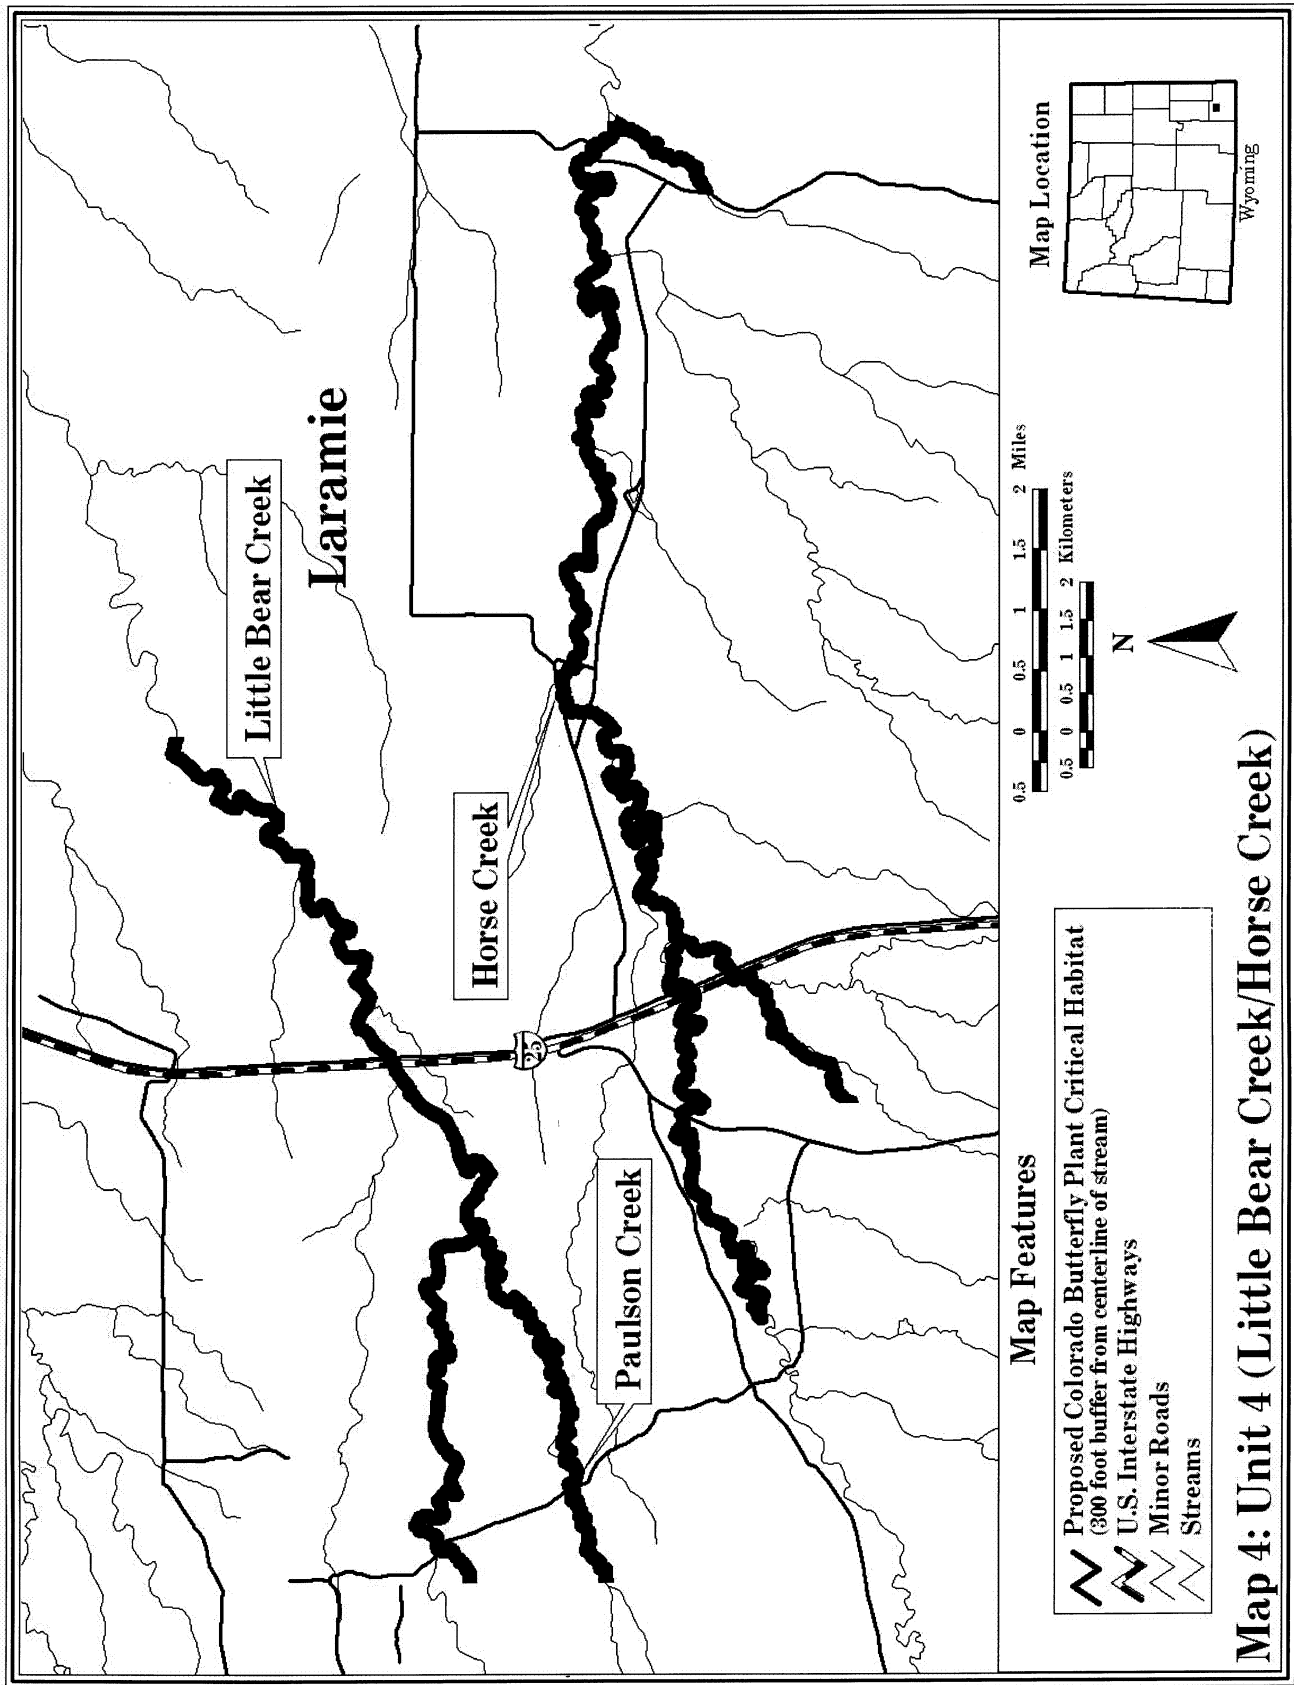 Little Bear Creek
Laramie
Horse Creek
25
Paulson Creek
Map Features
Proposed Colorado Butterfly Plant Critical Habitat
(300 foot buffer from centerline of stream)
U.S. Interstate Highways
Minor Roads
Streams
0.5 0 0.5 1 1.5 2 Miles
0.5 0 0.5 1 1.5 2 Kilometers
N
Map Location
Wyoming
Map 4: Unit 4 (Little Bear Creek/Horse Creek)